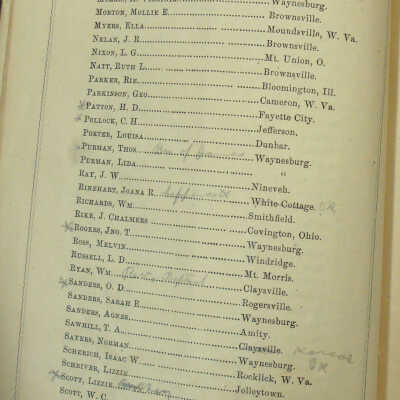 Waynesburg.
Morton, Mollie E. Brownsville.
Myers, Ella Moundsville, W. Va.
Nelan, J. R. Brownsville.
Nixon, L. G. Mt. Union, O.
Natt, Ruth L. Brownsville.
Parker, Rie. Bloomington, Ill.
Parkinson, Geo. Cameron, W. Va.
Patton, H. D. Fayette City.
Pollock, C. H. Jefferson.
Porter, Louisa Dunbar.
Purman, Thos. Waynesburg.
Purman, Lida "
Ray, J. W. Nineveh.
Rinehart, Joana R. White Cottage.
Richards, Wm. Smithfield.
Rike, J. Chalmers Covington, Ohio.
Rogers, Jno. T. Waynesburg.
Ross, Melvin Windridge.
Russell, L. D. Mt. Morris.
Ryan, Wm. Claysville.
Sanders, O. D. Rogersville.
Sanders, Sarah E. Waynesburg.
Sanders, Agnes Amity.
Sawhill, T. A. Claysville. Kansas
Sayers, Norman Waynesburg.
Scherich, Isaac W. Rocklick, W. Va.
Schriver, Lizzie Jolleytown.
Scott, Lizzie
Scott, W. C.